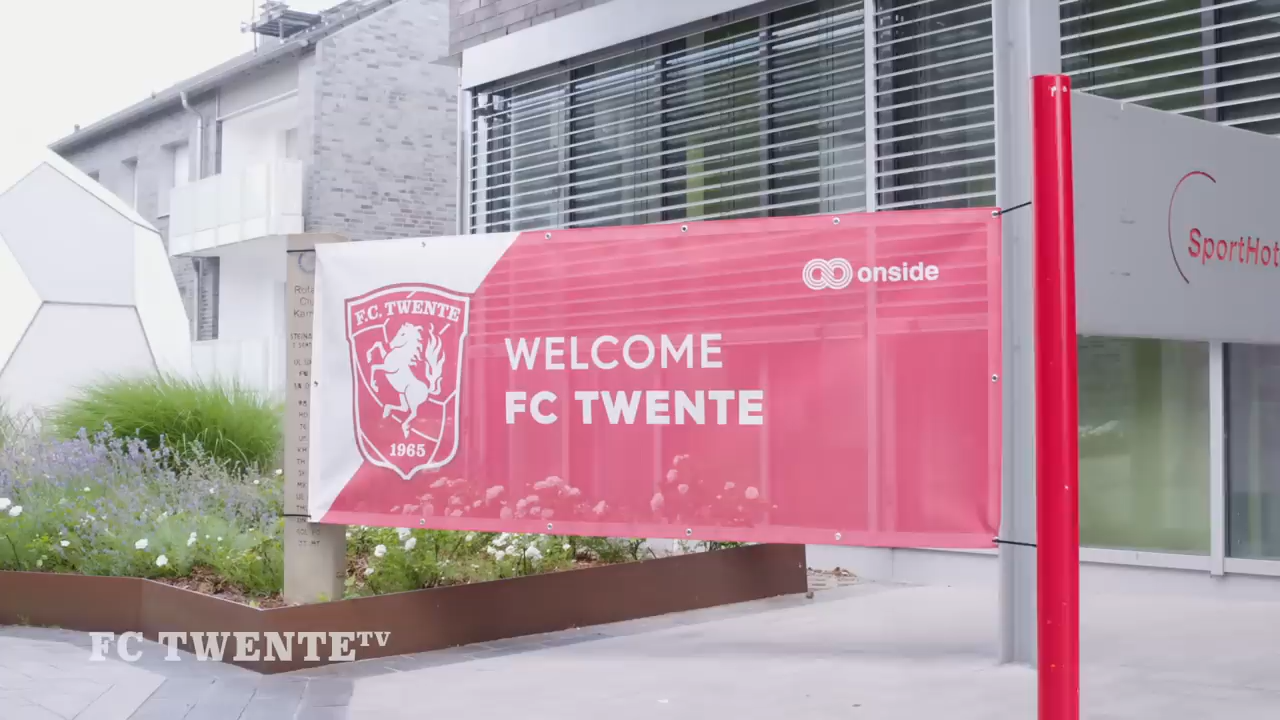 onside
F.C. TWENTE
1965
WELCOME
FC TWENTE
SportHot
FC TWENTE TV